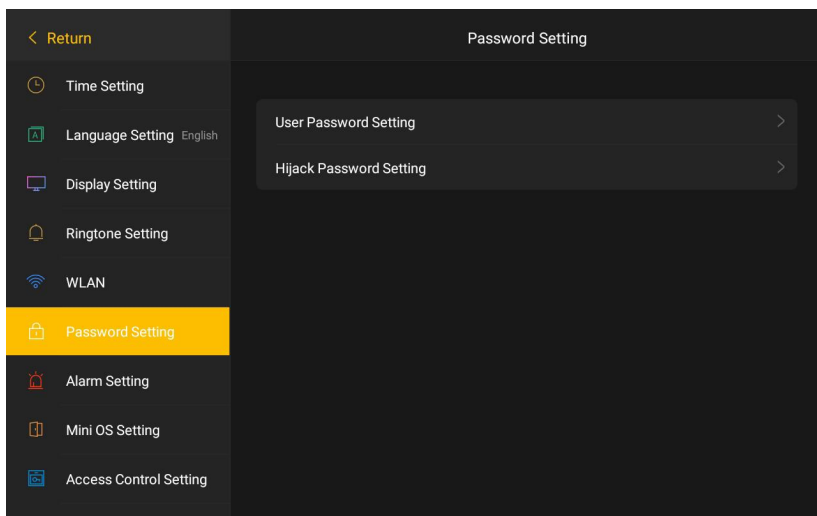 Return
Password Setting
Time Setting
Language Setting English
Display Setting
Ringtone Setting
WLAN
Password Setting
Alarm Setting
Mini OS Setting
Access Control Setting
User Password Setting
Hijack Password Setting